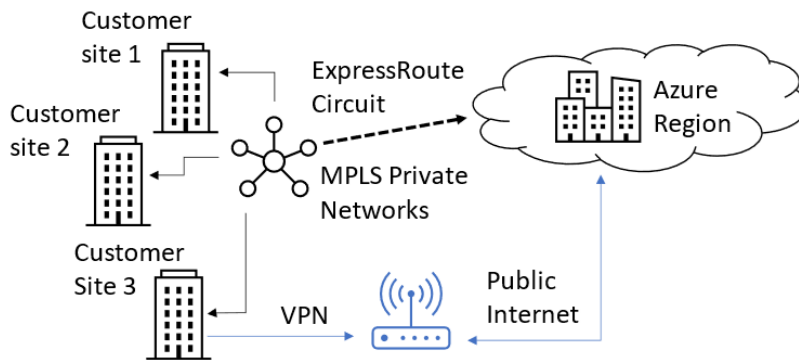 Customer
site 1
Customer
site 2
Customer
Site 3
ExpressRoute
Circuit
MPLS Private
Networks
Azure
Region
VPN
Public
Internet